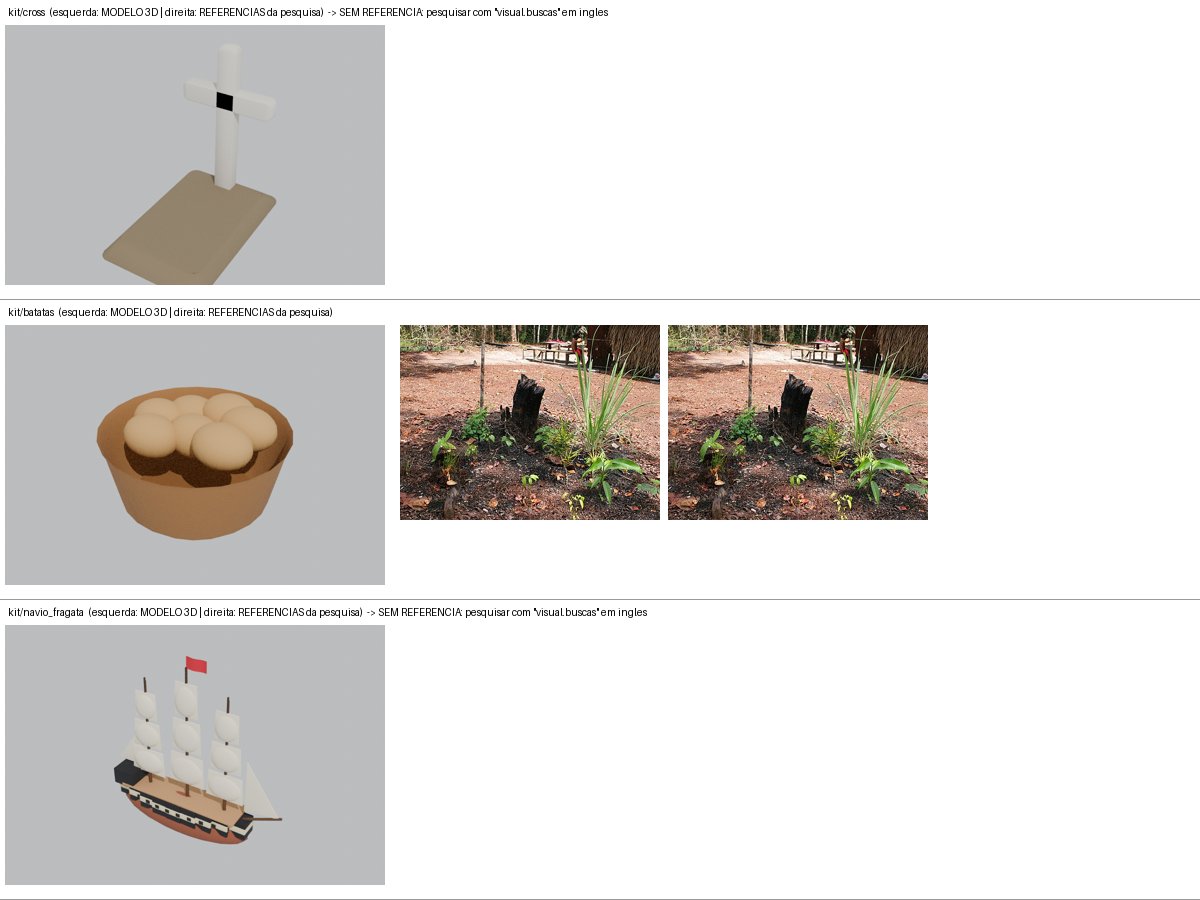 kit/cross (esquerda: MODELO 3D | direita: REFERENCIAS da pesquisa) -> SEM REFERENCIA: pesquisar com "visual.buscas" em ingles
kit/batatas (esquerda: MODELO 3D | direita: REFERENCIAS da pesquisa)
kit/navio_fragata (esquerda: MODELO 3D | direita: REFERENCIAS da pesquisa) -> SEM REFERENCIA: pesquisar com "visual.buscas" em ingles